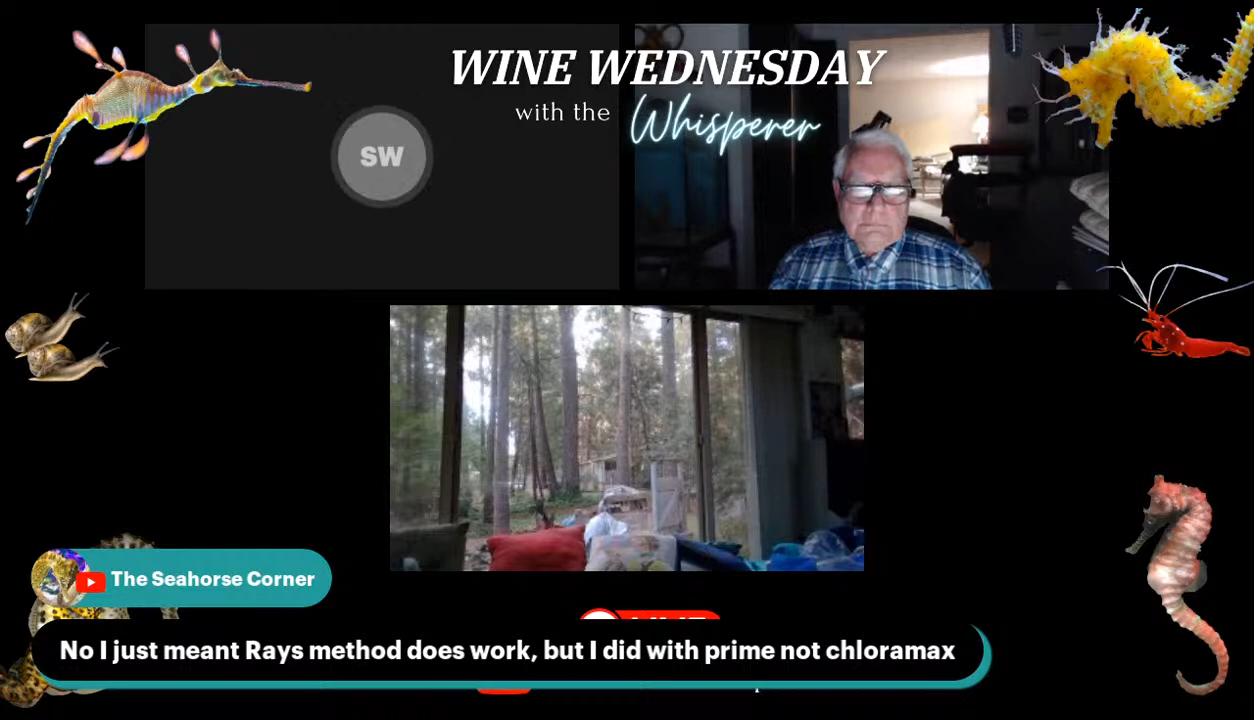 WINE WEDNESDAY
with the Whisperer
SW
The Seahorse Corner
No I just meant Rays method does work, but I did with prime not chloramax